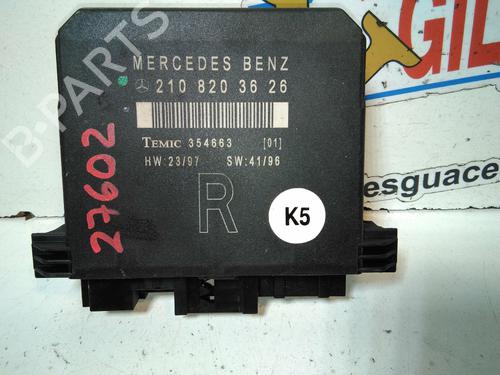 GIL
MERCEDES BENZ
210 820 36 26
TEMIC 354663 [01]
HW:23/97 SW:41/96
R
K5
27602
B-PARTS
esguace